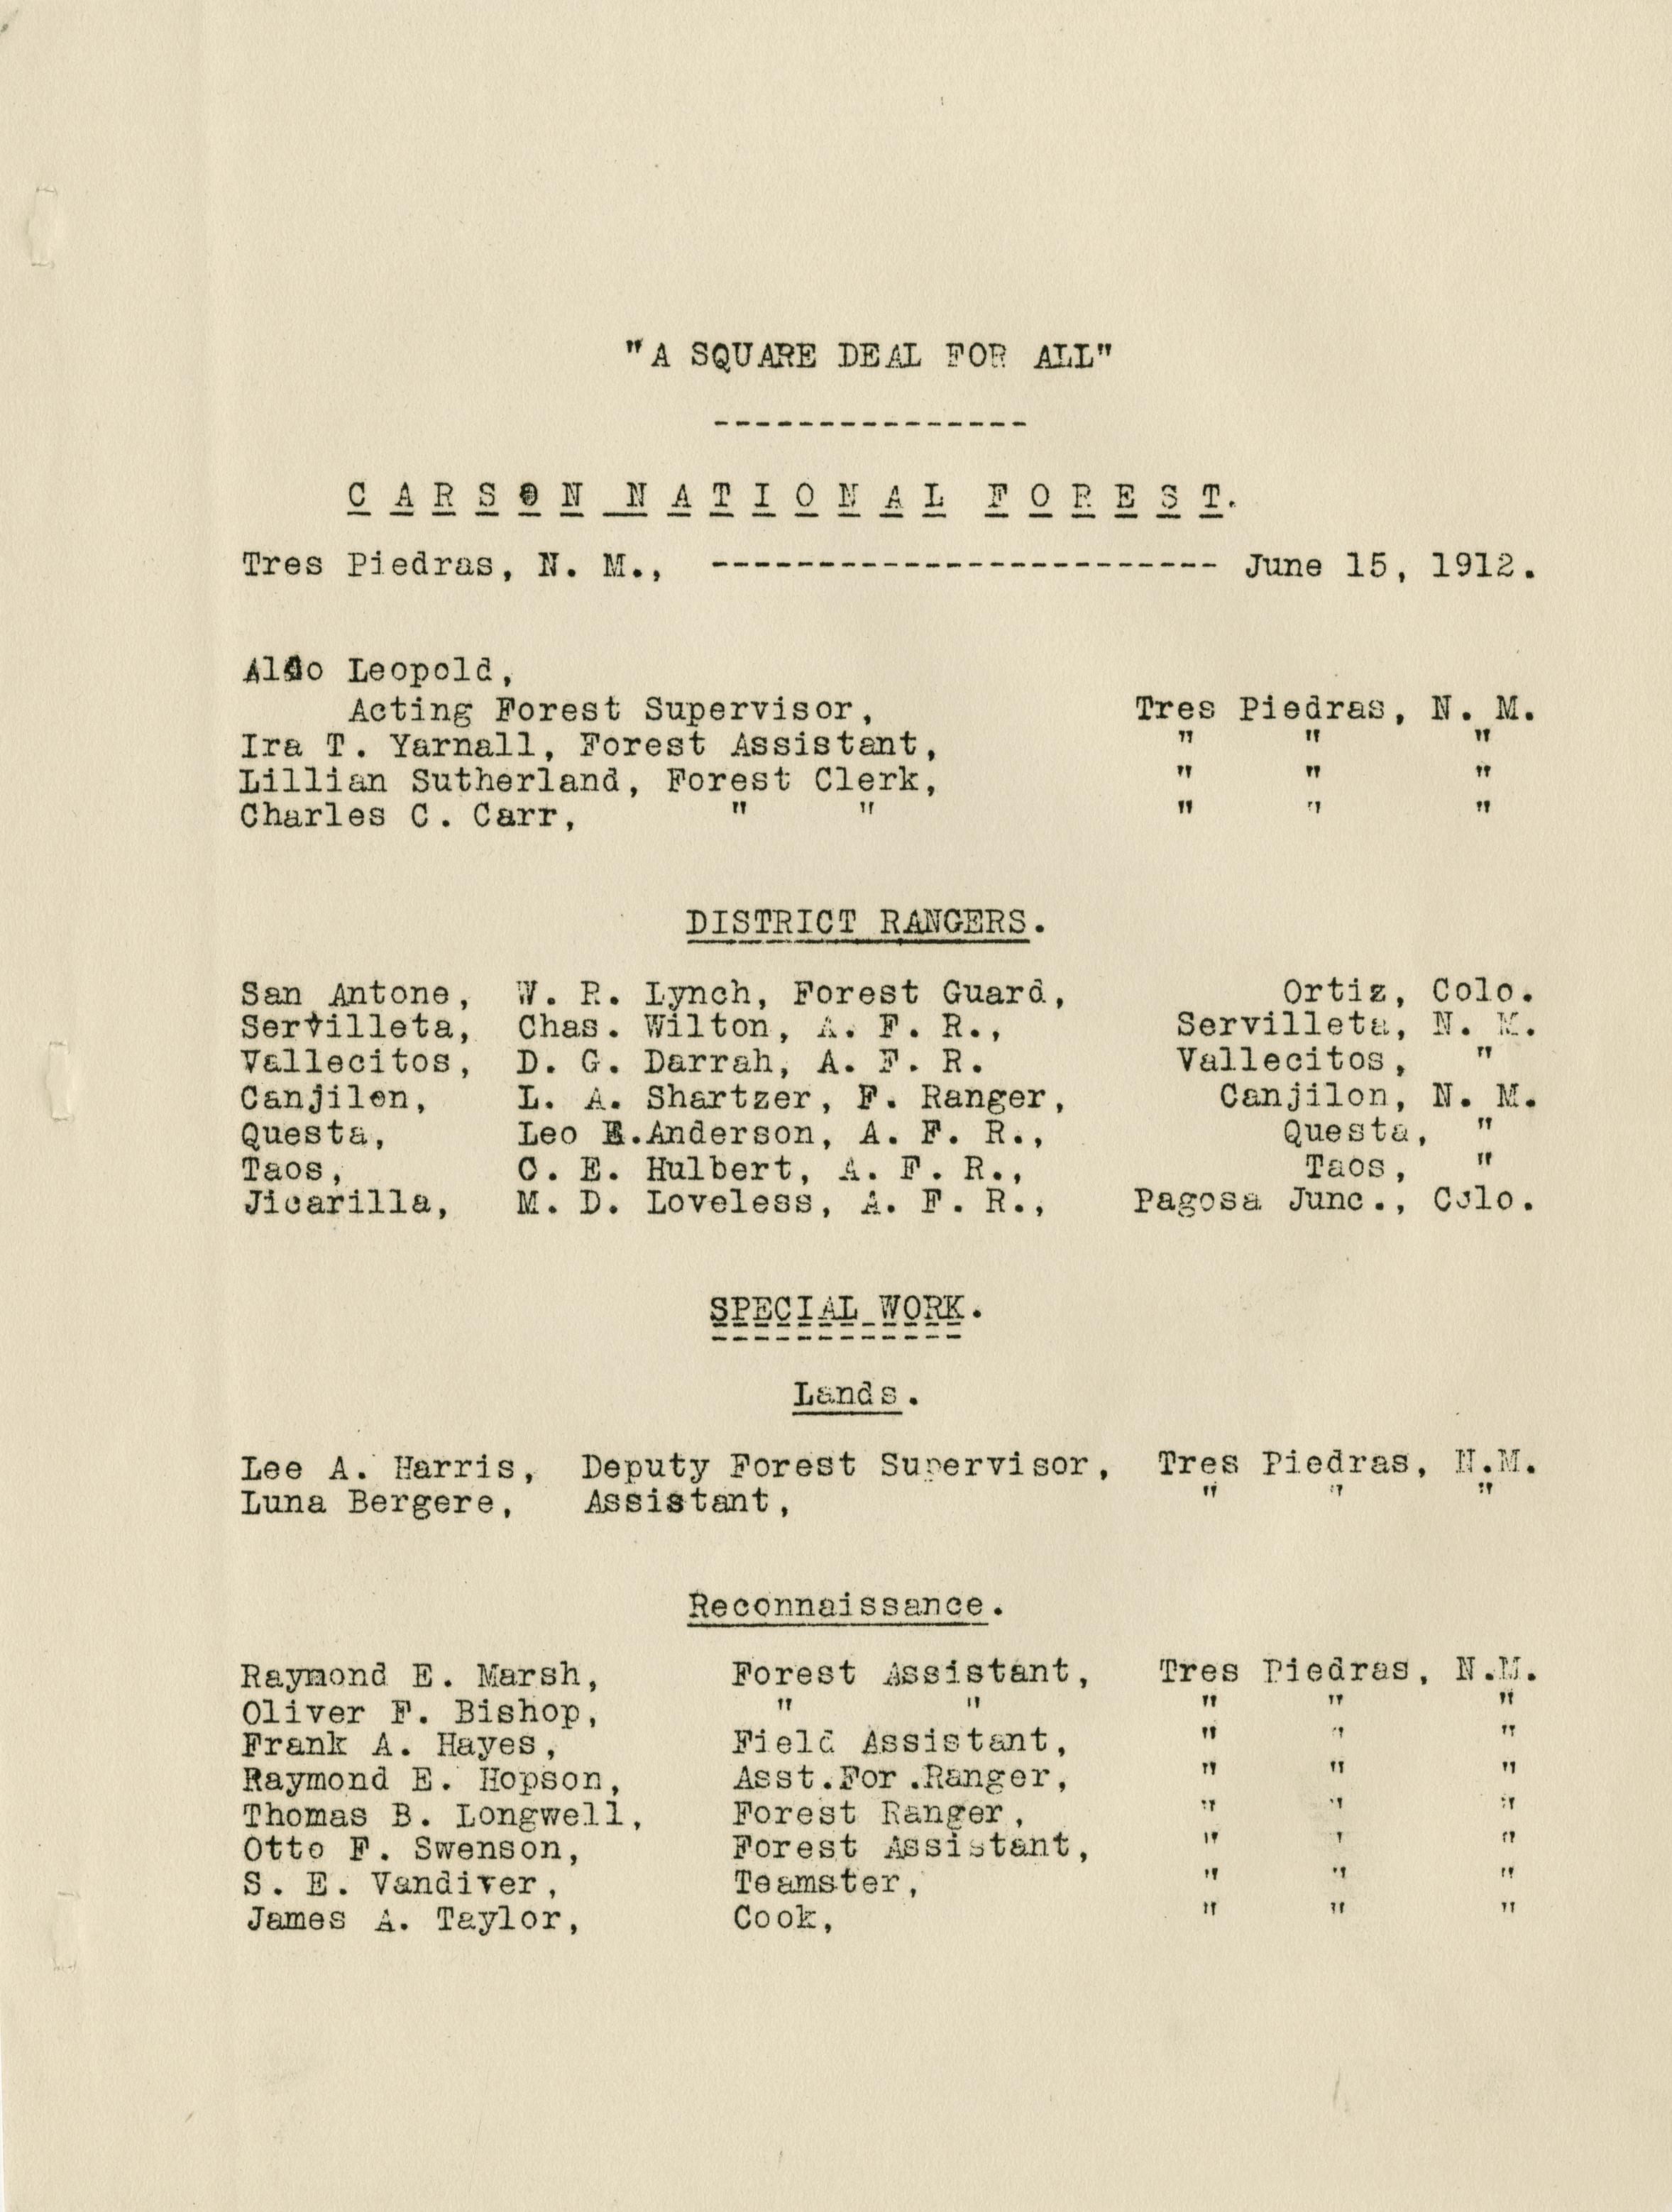 "A SQUARE DEAL FOR ALL"
---------------
CARSON NATIONAL FOREST.
Tres Piedras, N. M., ------------------------ June 15, 1912.
Aldo Leopold,
Acting Forest Supervisor, Tres Piedras, N. M.
Ira T. Yarnall, Forest Assistant, " " "
Lillian Sutherland, Forest Clerk, " " "
Charles C. Carr, " " " " "
DISTRICT RANGERS.
San Antone, W. R. Lynch, Forest Guard, Ortiz, Colo.
Servilleta, Chas. Wilton, A. F. R., Servilleta, N. M.
Vallecitos, D. G. Darrah, A. F. R. Vallecitos, "
Canjilon, L. A. Shartzer, F. Ranger, Canjilon, N. M.
Questa, Leo E.Anderson, A. F. R., Questa, "
Taos, C. E. Hulbert, A. F. R., Taos, "
Jicarilla, M. D. Loveless, A. F. R., Pagosa Junc., Colo.
SPECIAL WORK.
------------
Lands.
Lee A. Harris, Deputy Forest Supervisor, Tres Piedras, N.M.
Luna Bergere, Assistant, " " "
Reconnaissance.
Raymond E. Marsh, Forest Assistant, Tres Piedras, N.M.
Oliver F. Bishop, " " " " "
Frank A. Hayes, Field Assistant, " " "
Raymond E. Hopson, Asst.For.Ranger, " " "
Thomas B. Longwell, Forest Ranger, " " "
Otto F. Swenson, Forest Assistant, " " "
S. E. Vandiver, Teamster, " " "
James A. Taylor, Cook, " " "